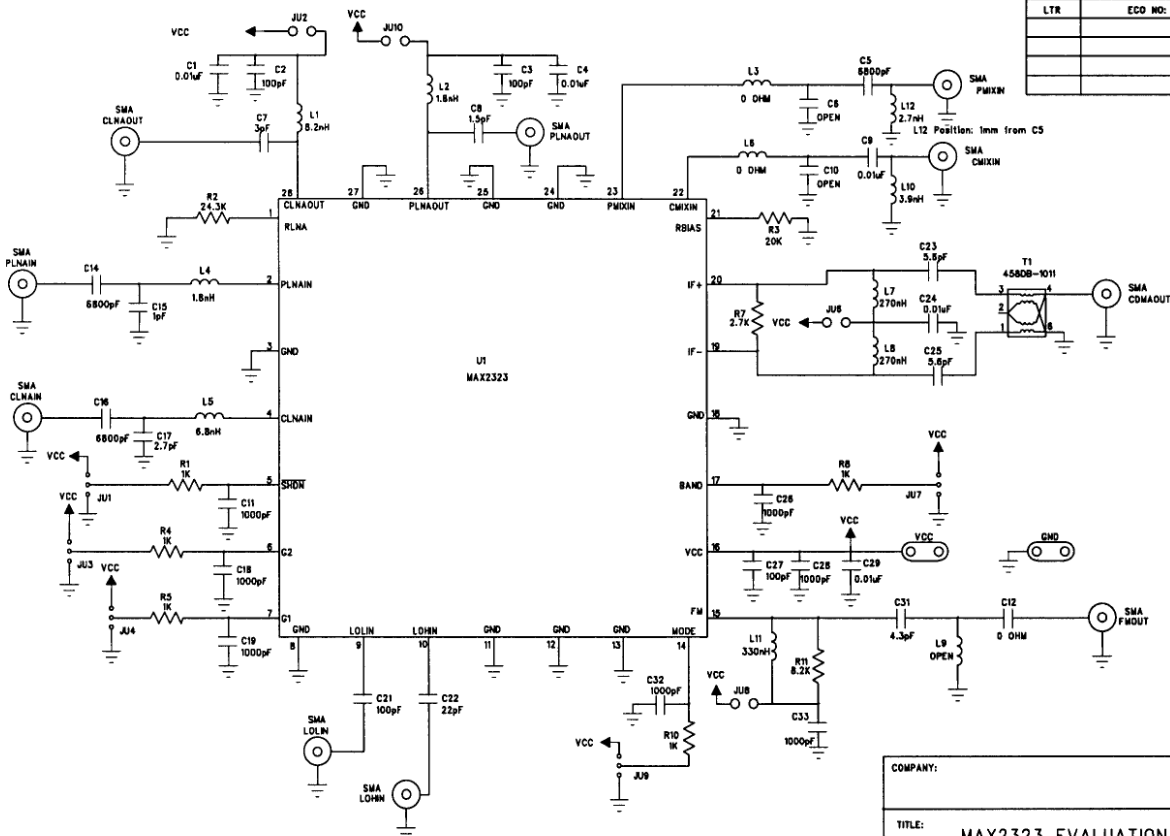 LTR ECO NO:
VCC JU2
C1 0.01uF
C2 100pF
L1 8.2nH
SMA CLNAOUT
C7 3pF
VCC JU10
L2 1.8nH
C3 100pF
C4 0.01uF
C8 1.5pF
SMA PLNAOUT
L3 0 OHM
C5 6800pF
SMA PMIXIN
C6 OPEN
L12 2.7nH
L12 Position: 1mm from C5
L6 0 OHM
C9 0.01uF
SMA CMIXIN
C10 OPEN
L10 3.9nH
28 CLNAOUT
27 GND
26 PLNAOUT
25 GND
24 GND
23 PMIXIN
22 CMIXIN
R2 24.3K
1 RLNA
21 RBIAS
R3 20K
SMA PLNAIN
C14 6800pF
C15 1pF
L4 1.8nH
2 PLNAIN
3 GND
SMA CLNAIN
C16 6800pF
C17 2.7pF
L5 6.8nH
4 CLNAIN
U1
MAX2323
20 IF+
19 IF-
R7 2.7K
VCC JU6
L7 270nH
L8 270nH
C23 5.6pF
C24 0.01uF
C25 5.6pF
T1
458DB-1011
3 4
2
1 6
SMA CDMAOUT
18 GND
VCC
JU1
R1 1K
C11 1000pF
5 SHDN
VCC
JU3
R4 1K
C18 1000pF
6 G2
VCC
JU4
R5 1K
C19 1000pF
7 G1
17 BAND
C26 1000pF
R8 1K
VCC
JU7
16 VCC
C27 100pF
C28 1000pF
VCC
C29 0.01uF
VCC
GND
15 FM
L11 330nH
R11 8.2K
VCC JU8
C33 1000pF
C31 4.3pF
L9 OPEN
C12 0 OHM
SMA FMOUT
8 GND
9 LOLIN
10 LOHIN
11 GND
12 GND
13 GND
14 MODE
C21 100pF
C22 22pF
SMA LOLIN
SMA LOHIN
C32 1000pF
R10 1K
VCC
JU9
COMPANY:
TITLE:
MAX2323 EVALUATION